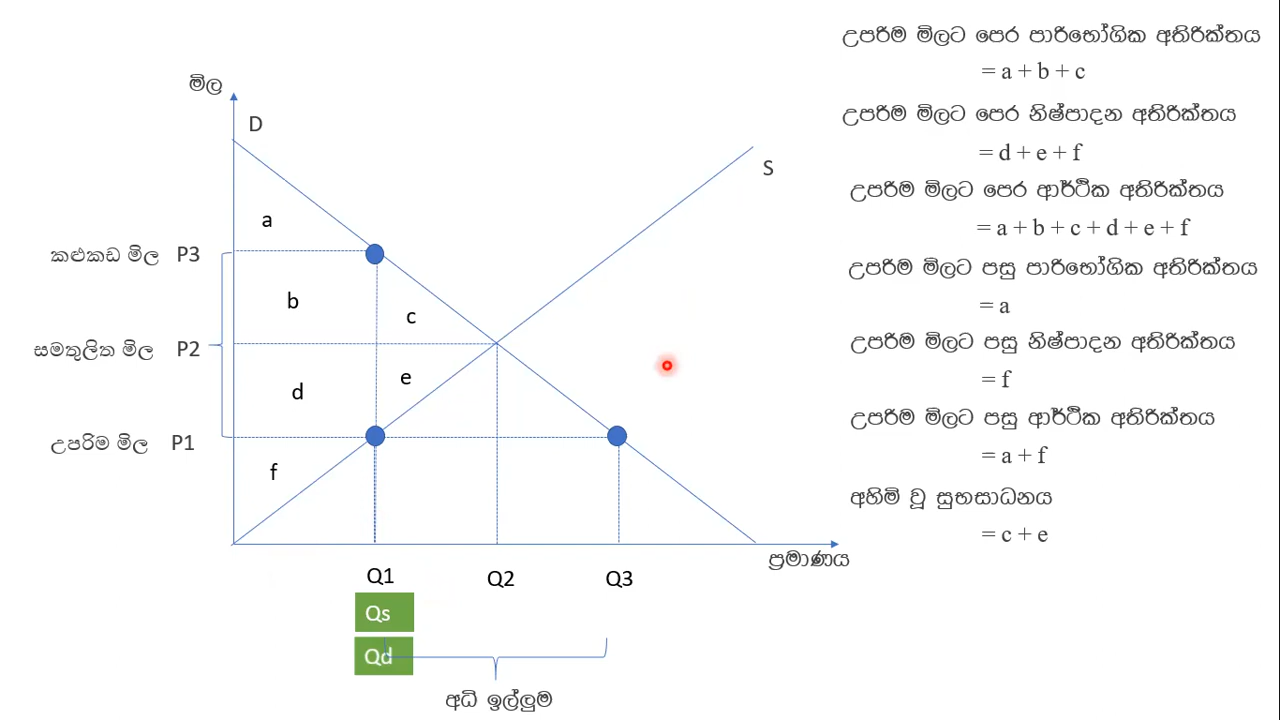 මිල
D
S
a
කළුකඩ මිල P3
b
c
සමතුලිත මිල P2
e
d
උපරිම මිල P1
f
ප්‍රමාණය
Q1 Q2 Q3
Qs
Qd
අධි ඉල්ලුම
උපරිම මිලට පෙර පාරිභෝගික අතිරික්තය
= a + b + c
උපරිම මිලට පෙර නිෂ්පාදන අතිරික්තය
= d + e + f
උපරිම මිලට පෙර ආර්ථික අතිරික්තය
= a + b + c + d + e + f
උපරිම මිලට පසු පාරිභෝගික අතිරික්තය
= a
උපරිම මිලට පසු නිෂ්පාදන අතිරික්තය
= f
උපරිම මිලට පසු ආර්ථික අතිරික්තය
= a + f
අහිමි වූ සුභසාධනය
= c + e